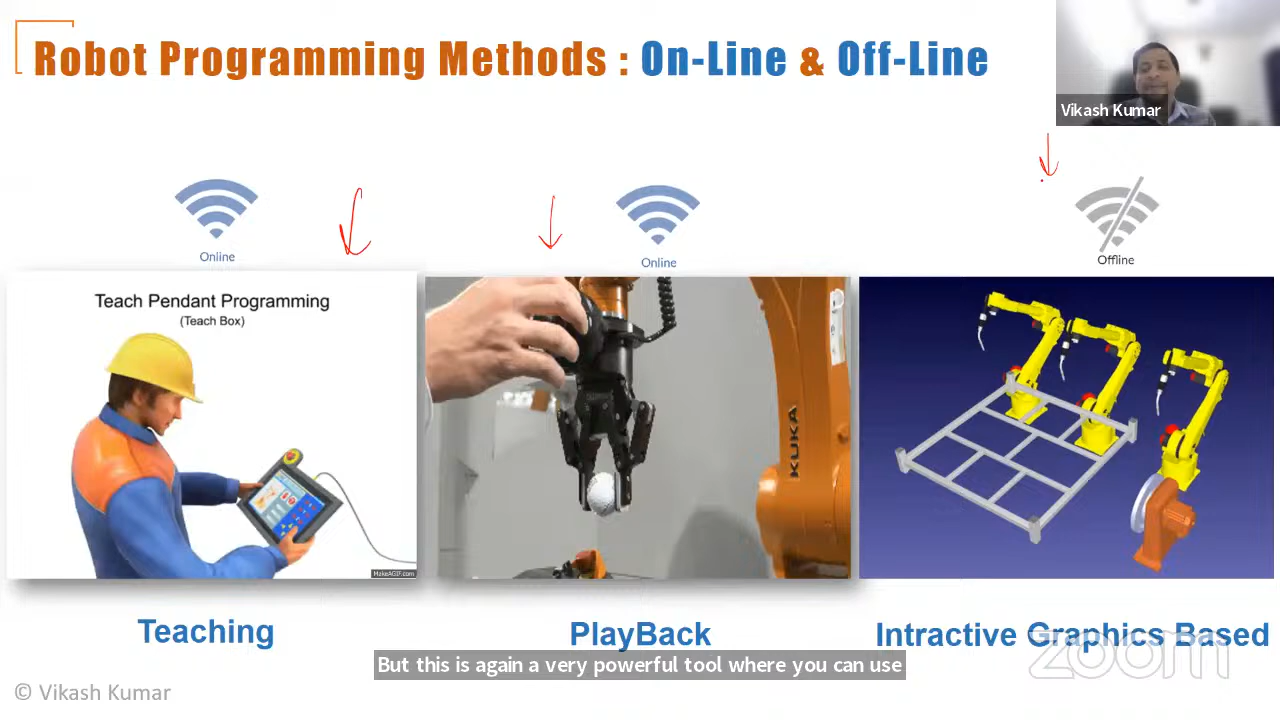 Robot Programming Methods : On-Line & Off-Line
Vikash Kumar
Online
Online
Offline
Teach Pendant Programming
(Teach Box)
KUKA
MakeAGIF.com
Teaching
PlayBack
Intractive Graphics Based
But this is again a very powerful tool where you can use
zoom
© Vikash Kumar